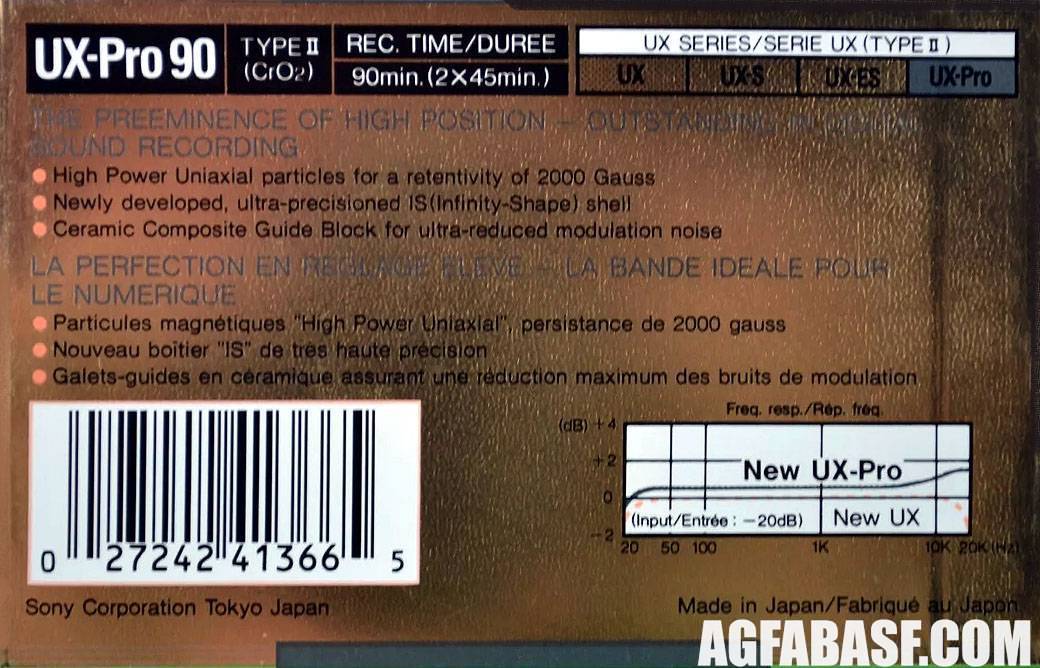 UX-Pro 90
TYPE II
(CrO2)
REC. TIME/DUREE
90min. (2×45min.)
UX SERIES/SERIE UX (TYPE II)
UX UX-S UX-ES UX-Pro
THE PREEMINENCE OF HIGH POSITION — OUTSTANDING IN DIGITAL
SOUND RECORDING
● High Power Uniaxial particles for a retentivity of 2000 Gauss
● Newly developed, ultra-precisioned IS(Infinity-Shape) shell
● Ceramic Composite Guide Block for ultra-reduced modulation noise
LA PERFECTION EN REGLAGE ELEVE — LA BANDE IDEALE POUR
LE NUMERIQUE
● Particules magnétiques "High Power Uniaxial", persistance de 2000 gauss
● Nouveau boîtier "IS" de très haute précision
● Galets-guides en céramique assurant une réduction maximum des bruits de modulation
Freq. resp./Rép. fréq.
(dB) +4
+2
New UX-Pro
0
(Input/Entrée : −20dB) New UX
−2
20 50 100 1K 10K 20K (Hz)
0 27242 41366 5
Sony Corporation Tokyo Japan
Made in Japan/Fabriqué au Japon
AGFABASF.COM